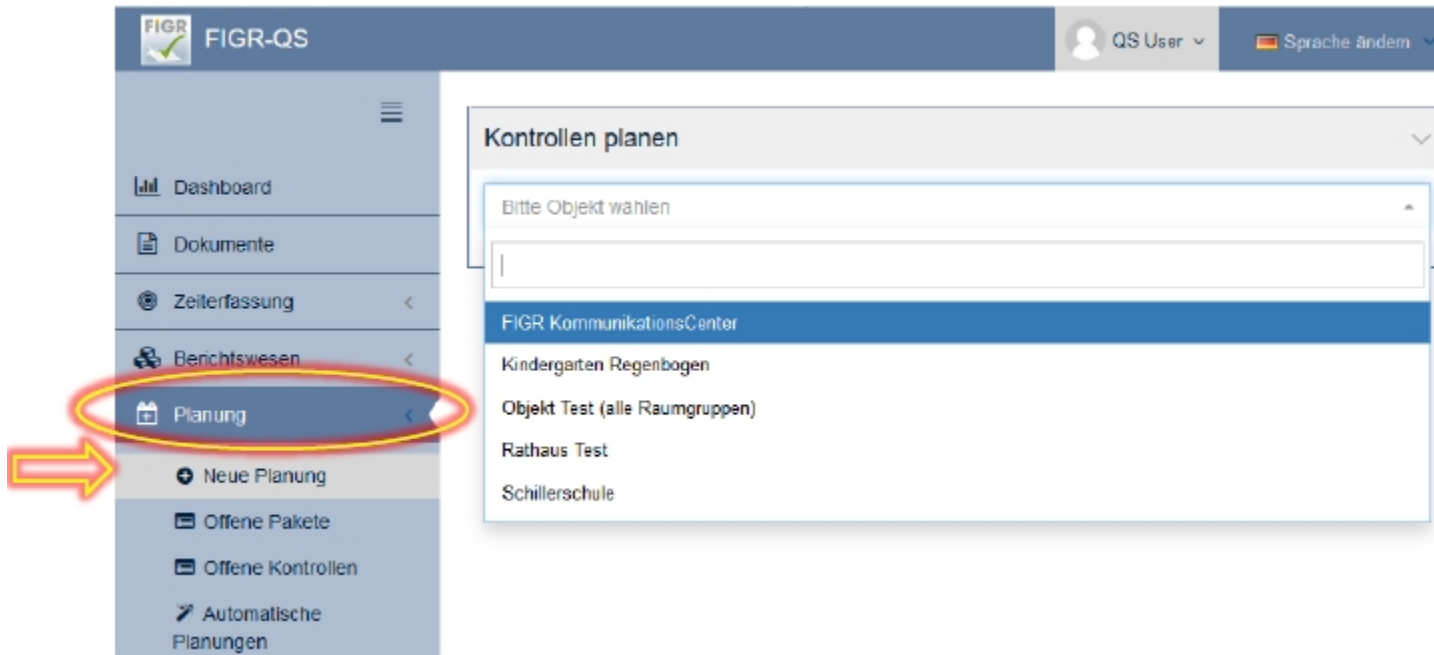 FIGR
FIGR-QS
QS User
Sprache ändern
Kontrollen planen
Dashboard
Bitte Objekt wählen
Dokumente
Zeiterfassung
FIGR KommunikationsCenter
Berichtswesen
Kindergarten Regenbogen
Planung
Objekt Test (alle Raumgruppen)
Rathaus Test
Neue Planung
Schillerschule
Offene Pakete
Offene Kontrollen
Automatische
Planungen